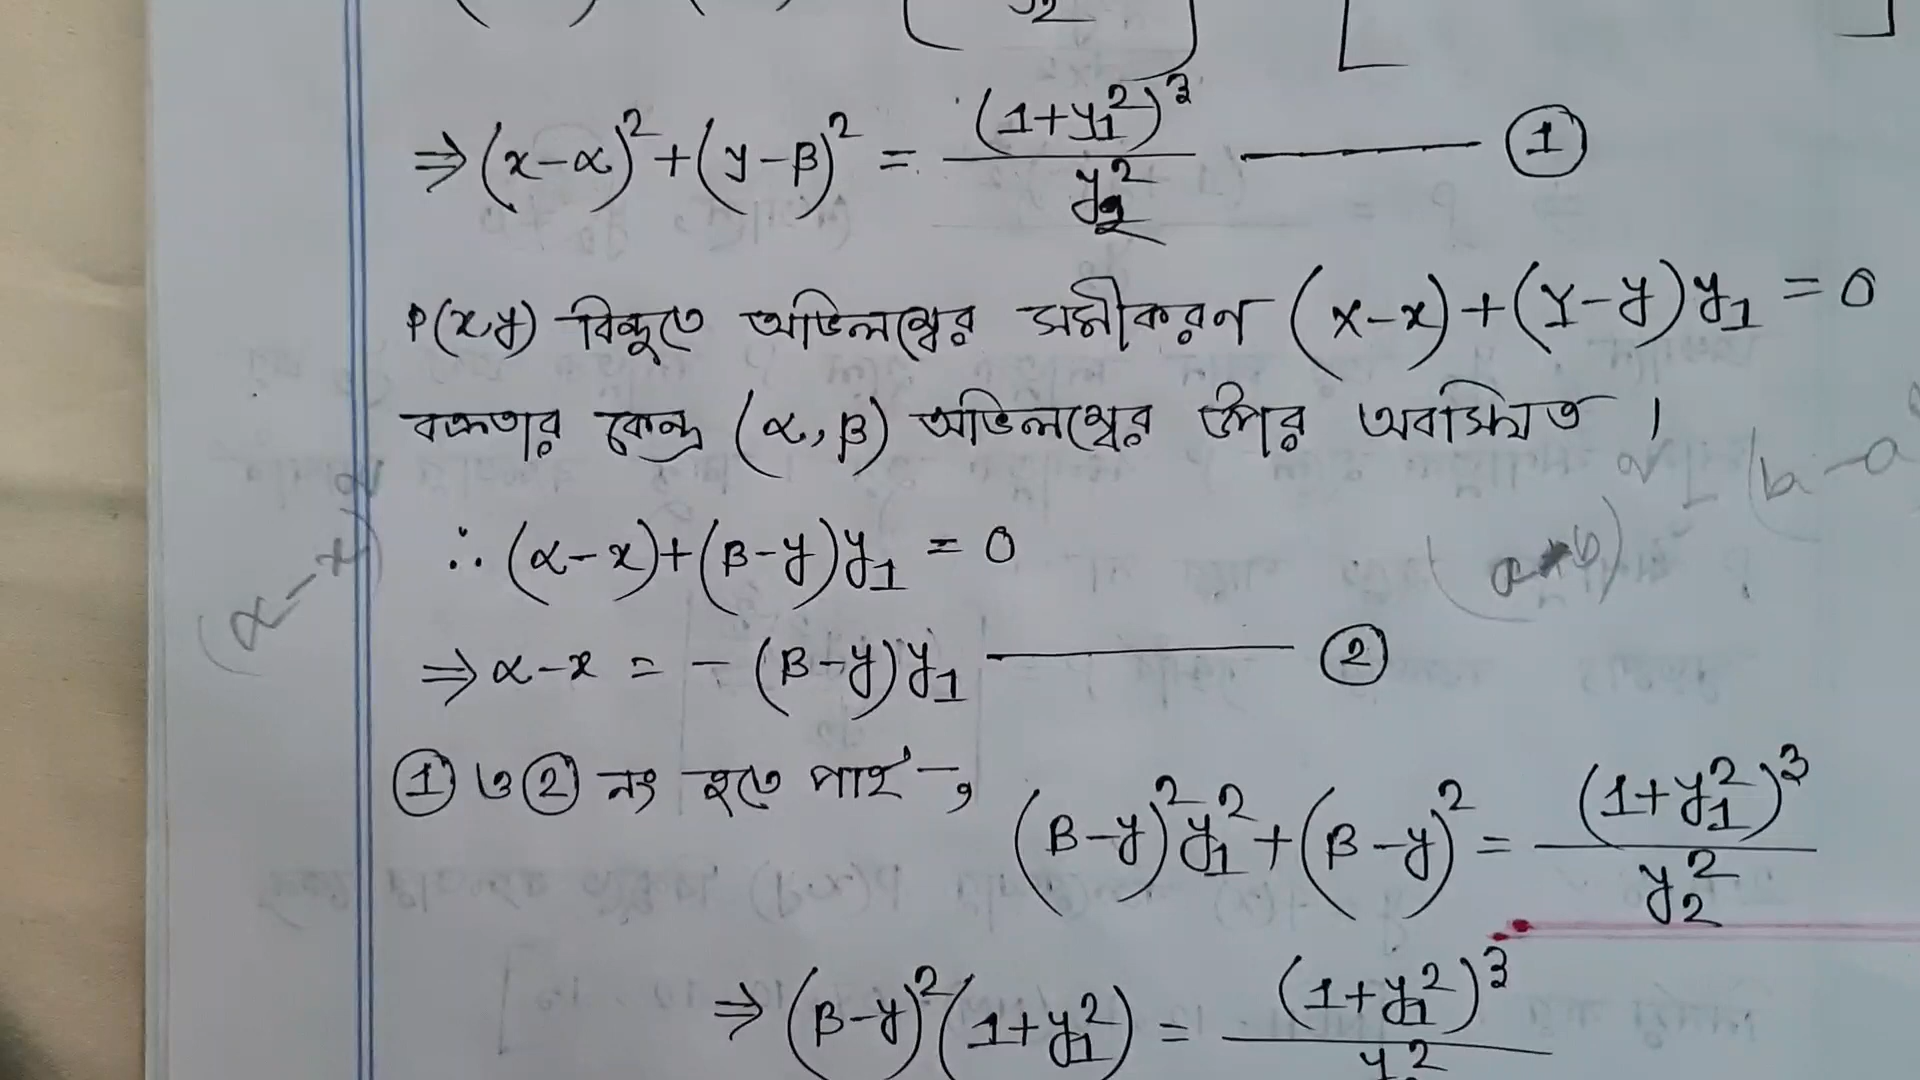 ⇒ (x-α)² + (y-β)² = (1+y₁²)³ / y₂² ——— ①
P(x,y) বিন্দুতে অভিলম্বের সমীকরণ (X-x)+(Y-y)y₁ = 0
বক্রতার কেন্দ্র (α, β) অভিলম্বের উপর অবস্থিত ।
∴ (α-x)+(β-y)y₁ = 0
⇒ α-x = -(β-y)y₁ ——— ②
① ও ② নং হতে পাই -, (β-y)²y₁² + (β-y)² = (1+y₁²)³ / y₂²
⇒ (β-y)²(1+y₁²) = (1+y₁²)³